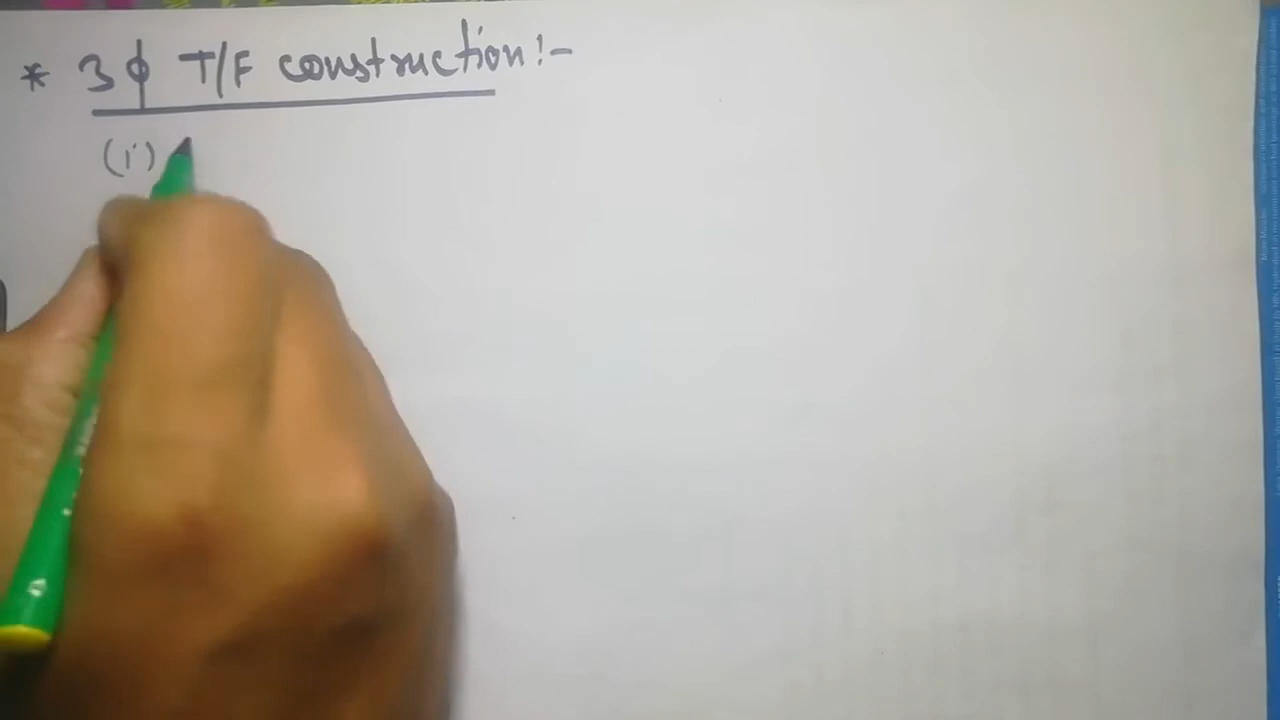 * 3ϕ T/F construction:-
(i)